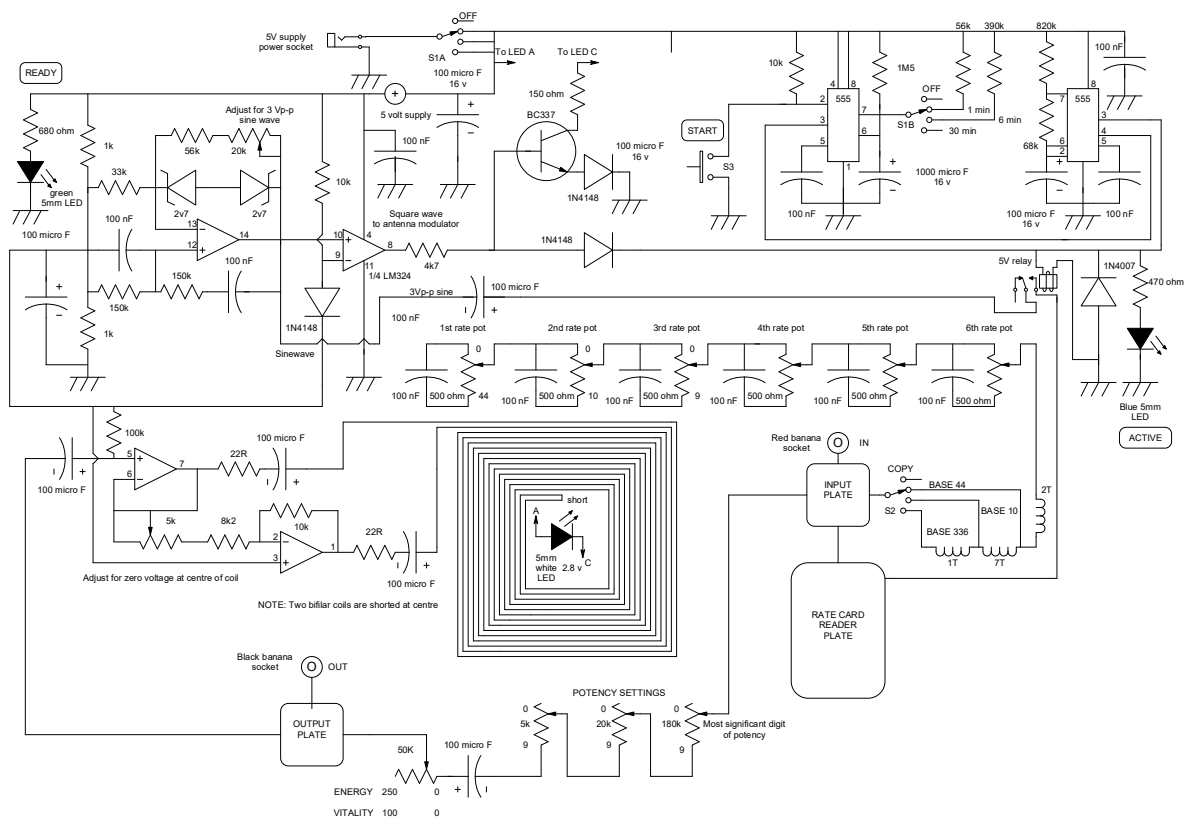 OFF
5V supply
power socket
S1A
To LED A
To LED C
56k
390k
820k
100 nF
READY
100 micro F
16 v
150 ohm
10k
1M5
4
8
555
2
3
5
7
6
1
OFF
1 min
6 min
S1B
30 min
8
7
555
3
4
5
6
2
1
68k
Adjust for 3 Vp-p
sine wave
+
5 volt supply
+
−
BC337
START
S3
680 ohm
1k
56k
20k
100 nF
100 micro F
16 v
1N4148
+
−
1000 micro F
16 v
green
5mm LED
33k
2v7
2v7
10k
100 nF
100 nF
100 micro F
16 v
+
−
100 nF
Square wave
to antenna modulator
100 micro F
100 nF
13
12
−
+
14
100 nF
10
9
+
−
4
8
11
1/4 LM324
4k7
1N4148
5V relay
1N4007
470 ohm
+
−
150k
150k
1k
1N4148
3Vp-p sine
100 micro F
+
100 nF
Sinewave
1st rate pot
2nd rate pot
3rd rate pot
4th rate pot
5th rate pot
6th rate pot
0
0
0
100 nF
500 ohm
44
100 nF
500 ohm
10
100 nF
500 ohm
9
100 nF
500 ohm
100 nF
500 ohm
100 nF
500 ohm
Blue 5mm
LED
ACTIVE
100k
100 micro F
+
5
6
+
−
7
22R
100 micro F
+
Red banana
socket
O
IN
INPUT
PLATE
COPY
BASE 44
S2
BASE 10
BASE 336
1T
7T
2T
short
A
5mm
white
LED
2.8 v
C
5k
8k2
10k
2
3
−
+
1
22R
100 micro F
+
Adjust for zero voltage at centre of coil
NOTE: Two bifilar coils are shorted at centre
RATE CARD
READER
PLATE
Black banana
socket
O
OUT
OUTPUT
PLATE
POTENCY SETTINGS
0
5k
9
0
20k
9
0
180k
9
Most significant digit
of potency
50K
100 micro F
+
ENERGY 250 0
VITALITY 100 0